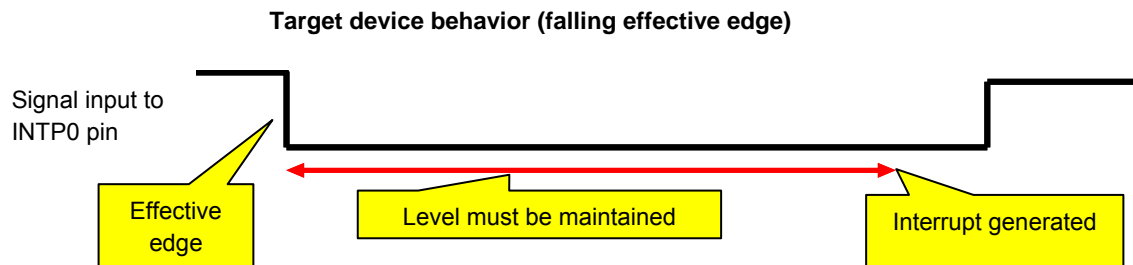 Target device behavior (falling effective edge)
Signal input to
INTP0 pin
Effective
edge
Level must be maintained
Interrupt generated